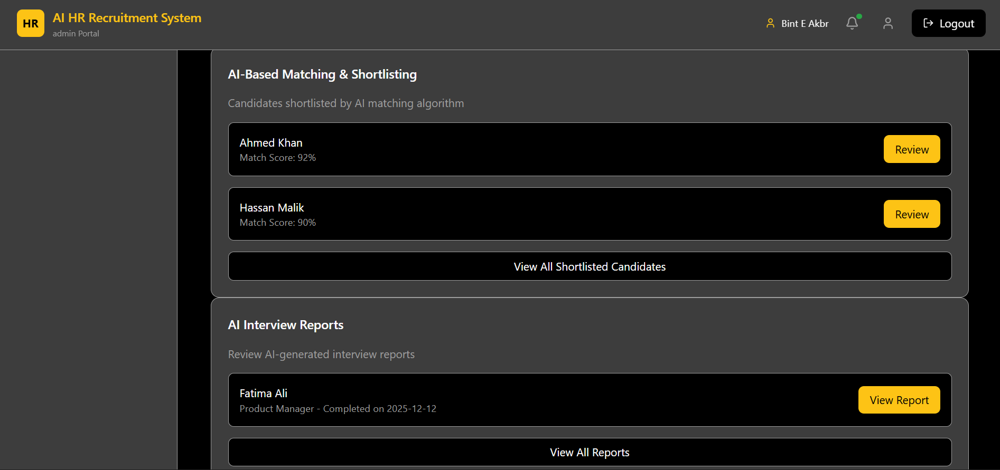 HR
AI HR Recruitment System
admin Portal
Bint E Akbr
Logout
AI-Based Matching & Shortlisting
Candidates shortlisted by AI matching algorithm
Ahmed Khan
Match Score: 92%
Review
Hassan Malik
Match Score: 90%
Review
View All Shortlisted Candidates
AI Interview Reports
Review AI-generated interview reports
Fatima Ali
Product Manager - Completed on 2025-12-12
View Report
View All Reports